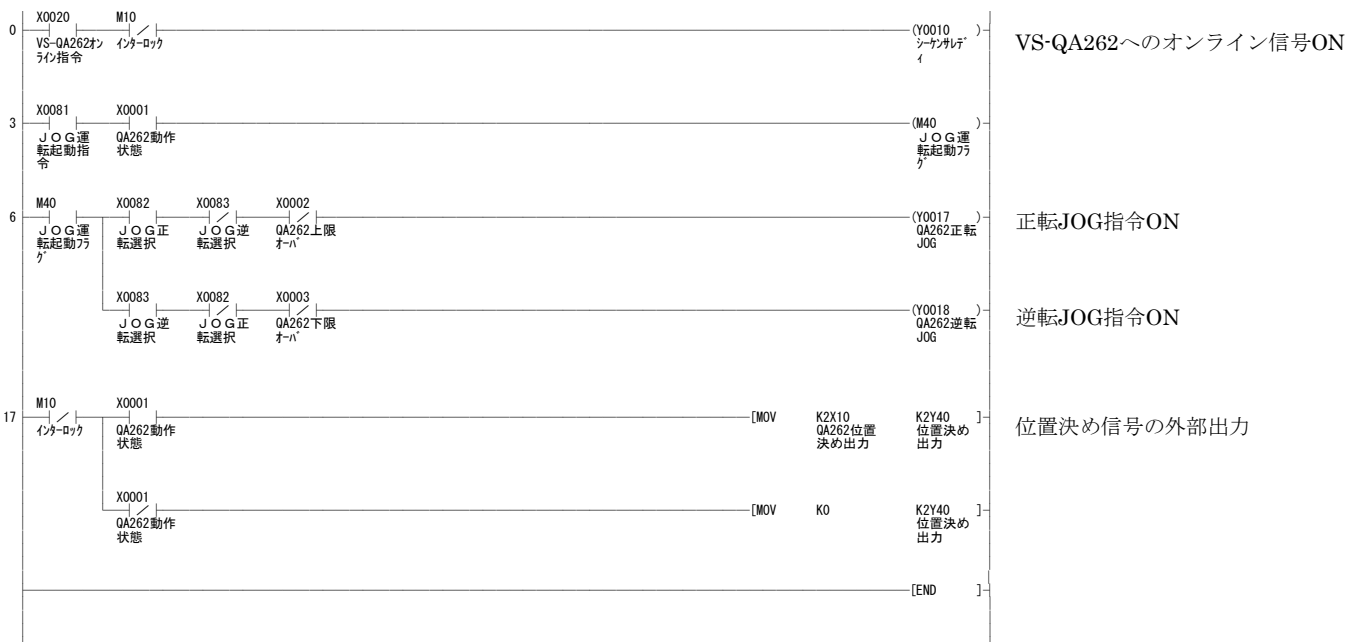 X0020 M10
0 (Y0010 )
VS-QA262オン インターロック シーケンサレデ
ライン指令 ィ
VS-QA262へのオンライン信号ON
X0081 X0001
3 (M40 )
JOG運 QA262動作 JOG運
転起動指 状態 転起動フラ
令 グ
M40 X0082 X0083 X0002
6 (Y0017 )
JOG運 JOG正 JOG逆 QA262上限 QA262正転
転起動フラ 転選択 転選択 オーバ JOG
グ
正転JOG指令ON
X0083 X0082 X0003
(Y0018 )
JOG逆 JOG正 QA262下限 QA262逆転
転選択 転選択 オーバ JOG
逆転JOG指令ON
M10 X0001
17 [MOV K2X10 K2Y40 ]
インターロック QA262動作 QA262位置 位置決め
状態 決め出力 出力
位置決め信号の外部出力
X0001
[MOV K0 K2Y40 ]
QA262動作 位置決め
状態 出力
[END ]